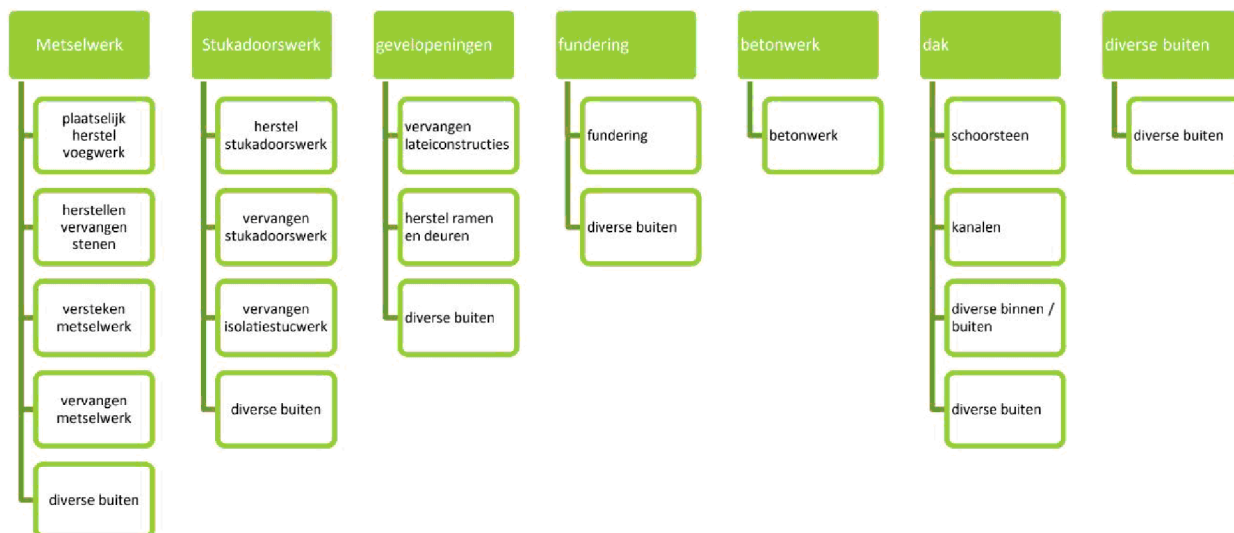 Metselwerk
plaatselijk
herstel
voegwerk
herstellen
vervangen
stenen
versteken
metselwerk
vervangen
metselwerk
diverse buiten
Stukadoorswerk
herstel
stukadoorswerk
vervangen
stukadoorswerk
vervangen
isolatiestucwerk
diverse buiten
gevelopeningen
vervangen
lateiconstructies
herstel ramen
en deuren
diverse buiten
fundering
fundering
diverse buiten
betonwerk
betonwerk
dak
schoorsteen
kanalen
diverse binnen /
buiten
diverse buiten
diverse buiten
diverse buiten